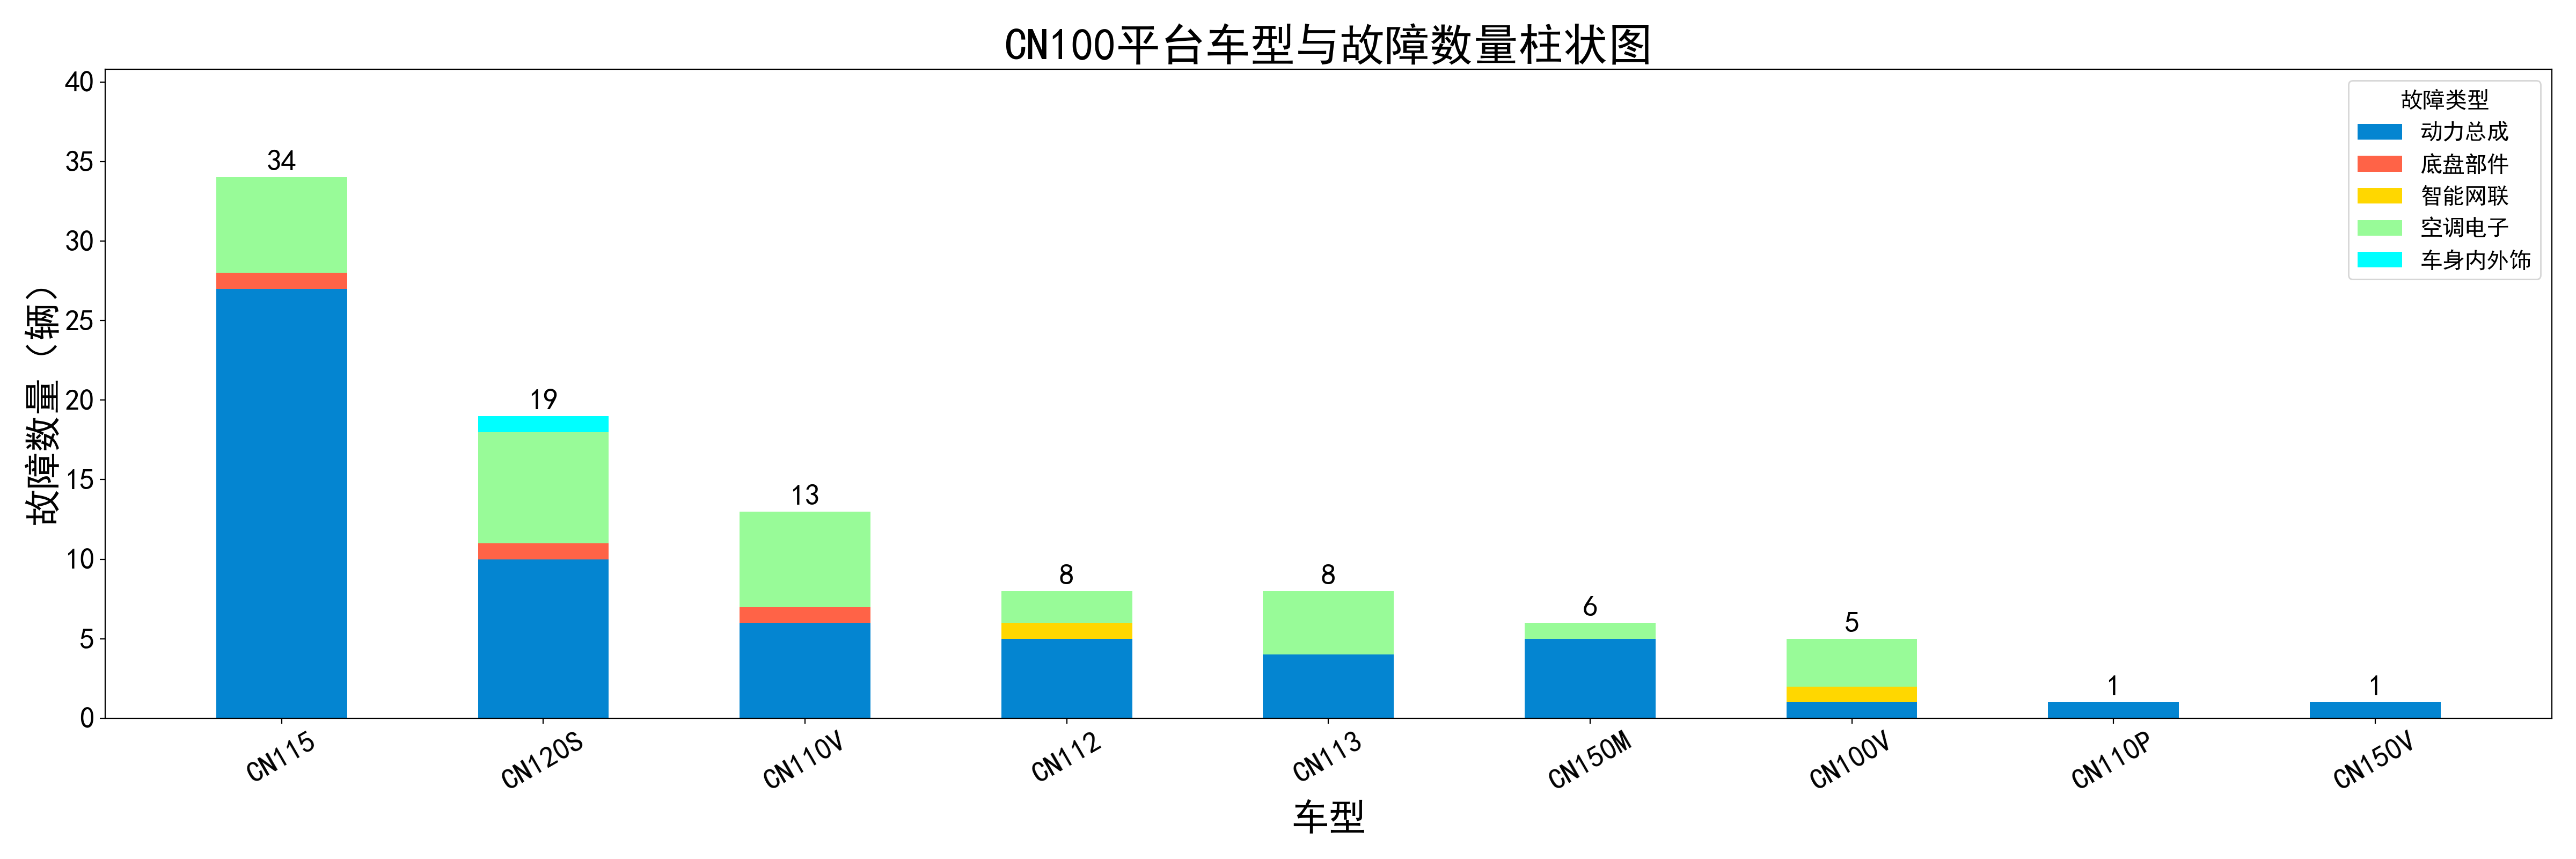 CN100平台车型与故障数量柱状图
故障数量（辆）
40
35
30
25
20
15
10
5
0
34
19
13
8
8
6
5
1
1
故障类型
动力总成
底盘部件
智能网联
空调电子
车身内外饰
CN115
CN120S
CN110V
CN112
CN113
CN150M
CN100V
CN110P
CN150V
车型